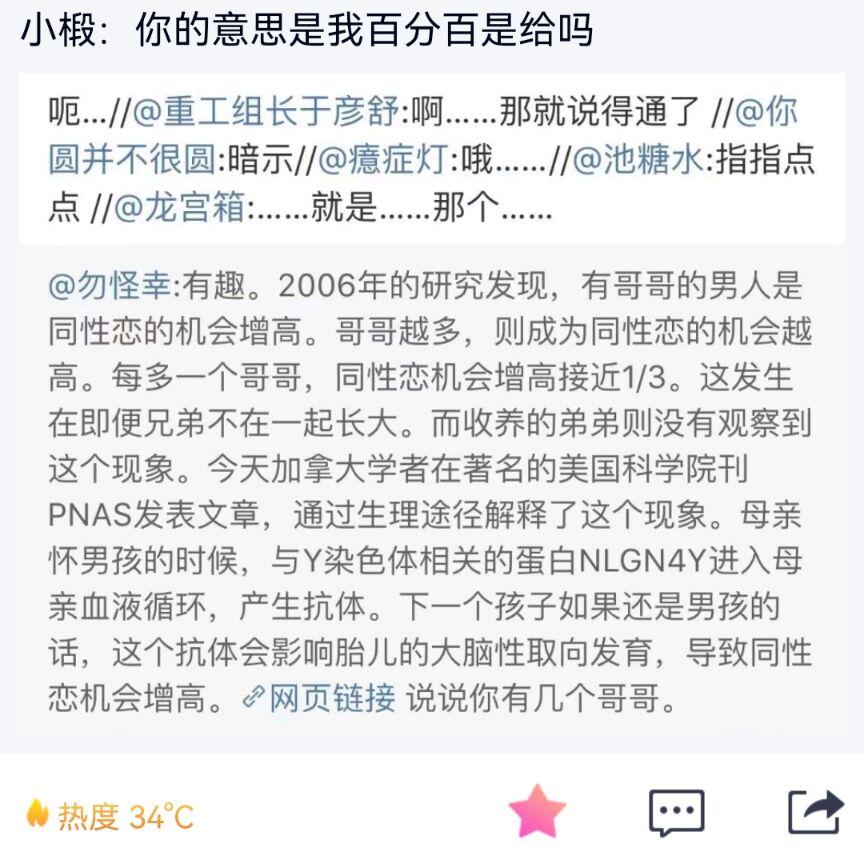 小椴：你的意思是我百分百是给吗
呃...//@重工组长于彦舒:啊......那就说得通了 //@你
圆并不很圆:暗示//@癔症灯:哦......//@池糖水:指指点
点 //@龙宫箱:......就是......那个......
@勿怪幸:有趣。2006年的研究发现，有哥哥的男人是
同性恋的机会增高。哥哥越多，则成为同性恋的机会越
高。每多一个哥哥，同性恋机会增高接近1/3。这发生
在即便兄弟不在一起长大。而收养的弟弟则没有观察到
这个现象。今天加拿大学者在著名的美国科学院刊
PNAS发表文章，通过生理途径解释了这个现象。母亲
怀男孩的时候，与Y染色体相关的蛋白NLGN4Y进入母
亲血液循环，产生抗体。下一个孩子如果还是男孩的
话，这个抗体会影响胎儿的大脑性取向发育，导致同性
恋机会增高。网页链接 说说你有几个哥哥。
热度 34℃